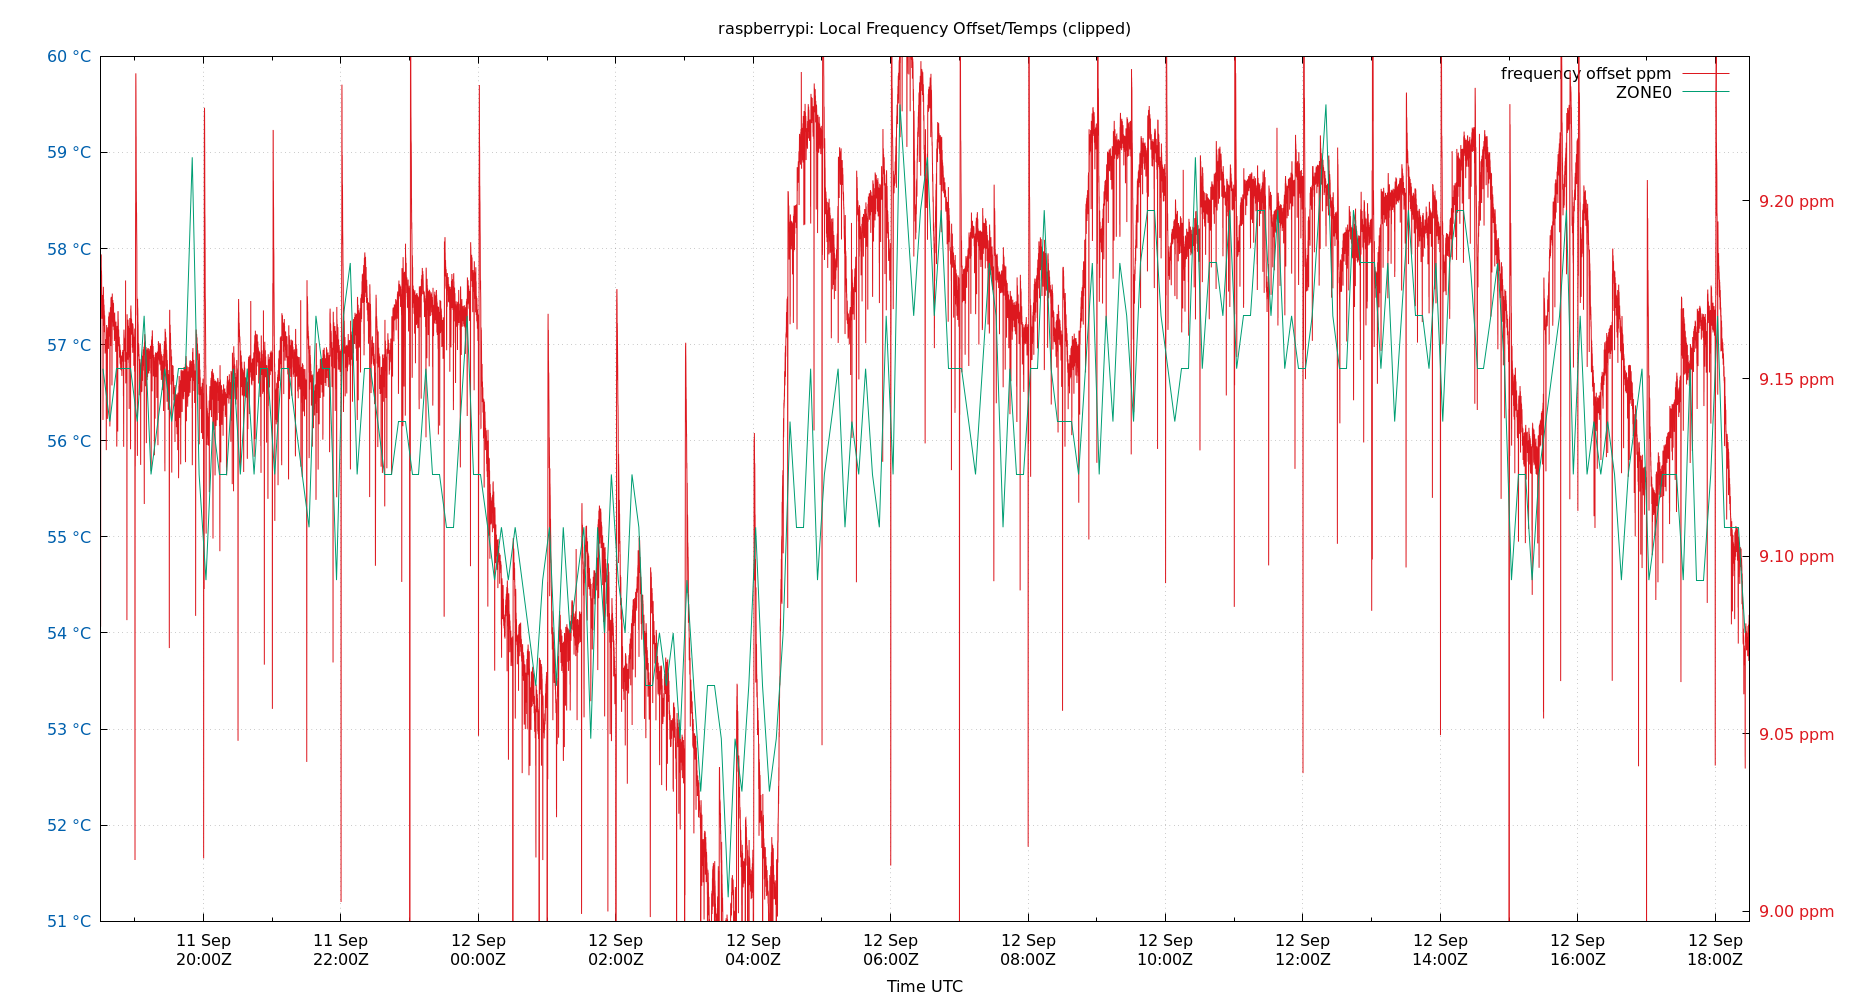 raspberrypi: Local Frequency Offset/Temps (clipped)
60 °C
59 °C
58 °C
57 °C
56 °C
55 °C
54 °C
53 °C
52 °C
51 °C
frequency offset ppm
ZONE0
9.20 ppm
9.15 ppm
9.10 ppm
9.05 ppm
9.00 ppm
11 Sep 11 Sep 12 Sep 12 Sep 12 Sep 12 Sep 12 Sep 12 Sep 12 Sep 12 Sep 12 Sep 12 Sep
20:00Z 22:00Z 00:00Z 02:00Z 04:00Z 06:00Z 08:00Z 10:00Z 12:00Z 14:00Z 16:00Z 18:00Z
Time UTC